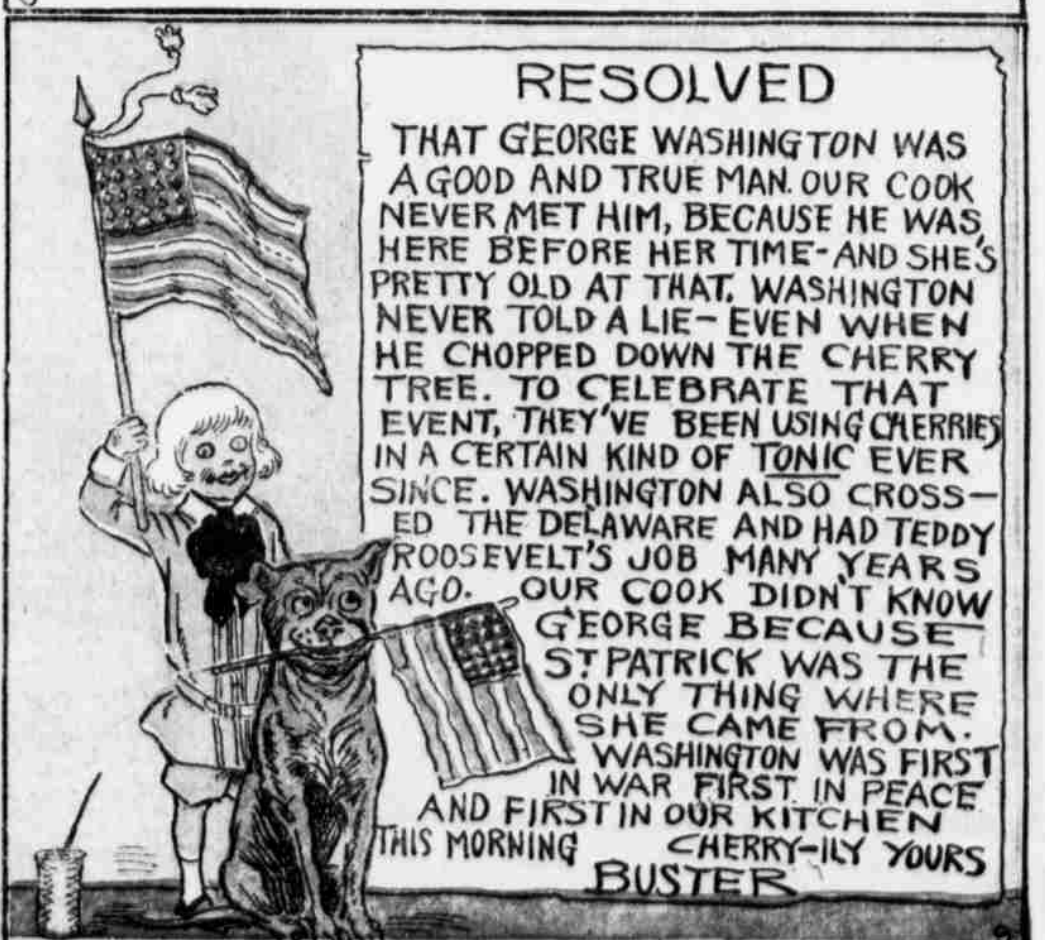 RESOLVED
THAT GEORGE WASHINGTON WAS
A GOOD AND TRUE MAN. OUR COOK
NEVER MET HIM, BECAUSE HE WAS
HERE BEFORE HER TIME-AND SHE'S
PRETTY OLD AT THAT. WASHINGTON
NEVER TOLD A LIE- EVEN WHEN
HE CHOPPED DOWN THE CHERRY
TREE. TO CELEBRATE THAT
EVENT, THEY'VE BEEN USING CHERRIES
IN A CERTAIN KIND OF TONIC EVER
SINCE. WASHINGTON ALSO CROSS-
ED THE DELAWARE AND HAD TEDDY
ROOSEVELT'S JOB MANY YEARS
AGO. OUR COOK DIDN'T KNOW
GEORGE BECAUSE
ST. PATRICK WAS THE
ONLY THING WHERE
SHE CAME FROM.
WASHINGTON WAS FIRST
IN WAR FIRST IN PEACE
AND FIRST IN OUR KITCHEN
THIS MORNING CHERRY-ILY YOURS
BUSTER